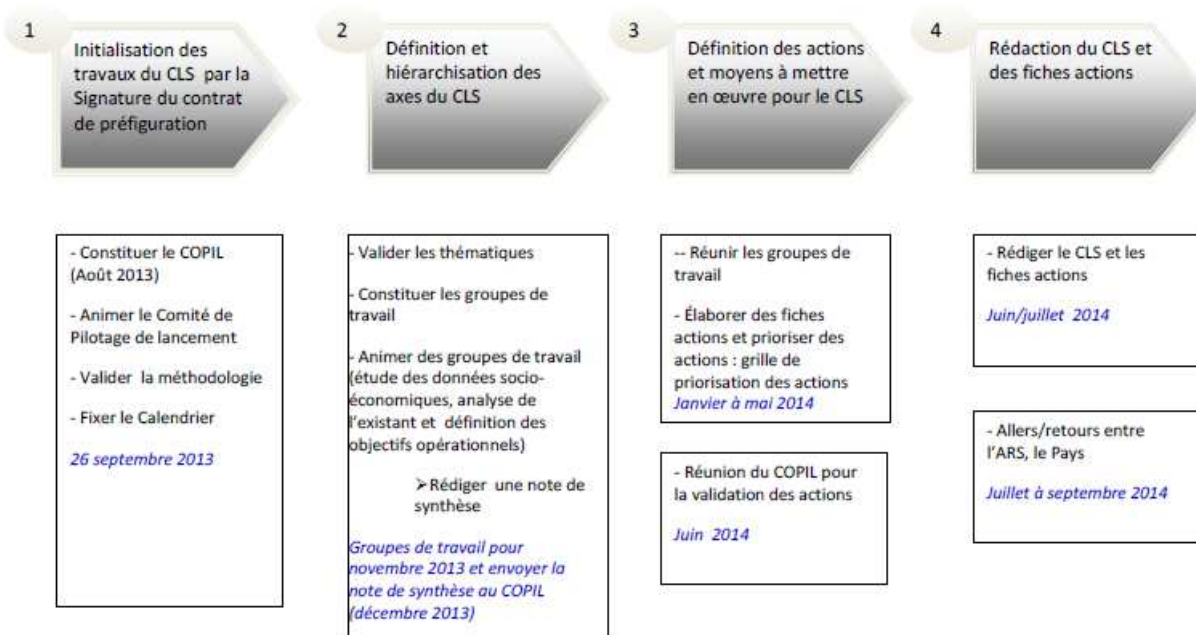 1
Initialisation des
travaux du CLS par la
Signature du contrat
de préfiguration
2
Définition et
hiérarchisation des
axes du CLS
3
Définition des actions
et moyens à mettre
en œuvre pour le CLS
4
Rédaction du CLS et
des fiches actions
- Constituer le COPIL
(Août 2013)
- Animer le Comité de
Pilotage de lancement
- Valider la méthodologie
- Fixer le Calendrier
26 septembre 2013
- Valider les thématiques
- Constituer les groupes de
travail
- Animer des groupes de travail
(étude des données socio-
économiques, analyse de
l'existant et définition des
objectifs opérationnels)
➢Rédiger une note de
synthèse
Groupes de travail pour
novembre 2013 et envoyer la
note de synthèse au COPIL
(décembre 2013)
-- Réunir les groupes de
travail
- Élaborer des fiches
actions et prioriser des
actions : grille de
priorisation des actions
Janvier à mai 2014
- Réunion du COPIL pour
la validation des actions
Juin 2014
- Rédiger le CLS et les
fiches actions
Juin/juillet 2014
- Allers/retours entre
l'ARS, le Pays
Juillet à septembre 2014